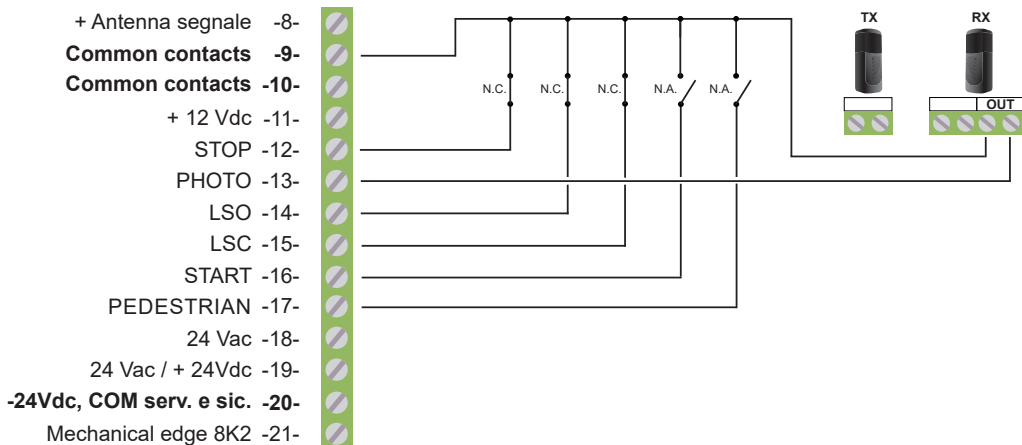 + Antenna segnale -8-
Common contacts -9-
Common contacts -10-
+ 12 Vdc -11-
STOP -12-
PHOTO -13-
LSO -14-
LSC -15-
START -16-
PEDESTRIAN -17-
24 Vac -18-
24 Vac / + 24Vdc -19-
-24Vdc, COM serv. e sic. -20-
Mechanical edge 8K2 -21-
N.C. N.C. N.C. N.A. N.A.
TX RX
OUT